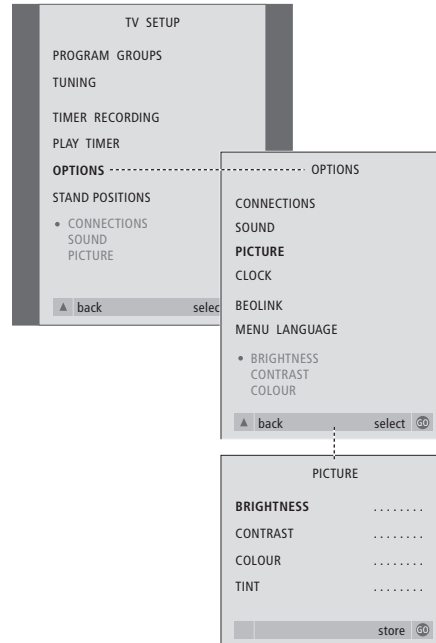 TV SETUP
PROGRAM GROUPS
TUNING
TIMER RECORDING
PLAY TIMER
OPTIONS
STAND POSITIONS
• CONNECTIONS
SOUND
PICTURE
▲ back selec
OPTIONS
CONNECTIONS
SOUND
PICTURE
CLOCK
BEOLINK
MENU LANGUAGE
• BRIGHTNESS
CONTRAST
COLOUR
▲ back select GO
PICTURE
BRIGHTNESS ........
CONTRAST ........
COLOUR ........
TINT ........
store GO